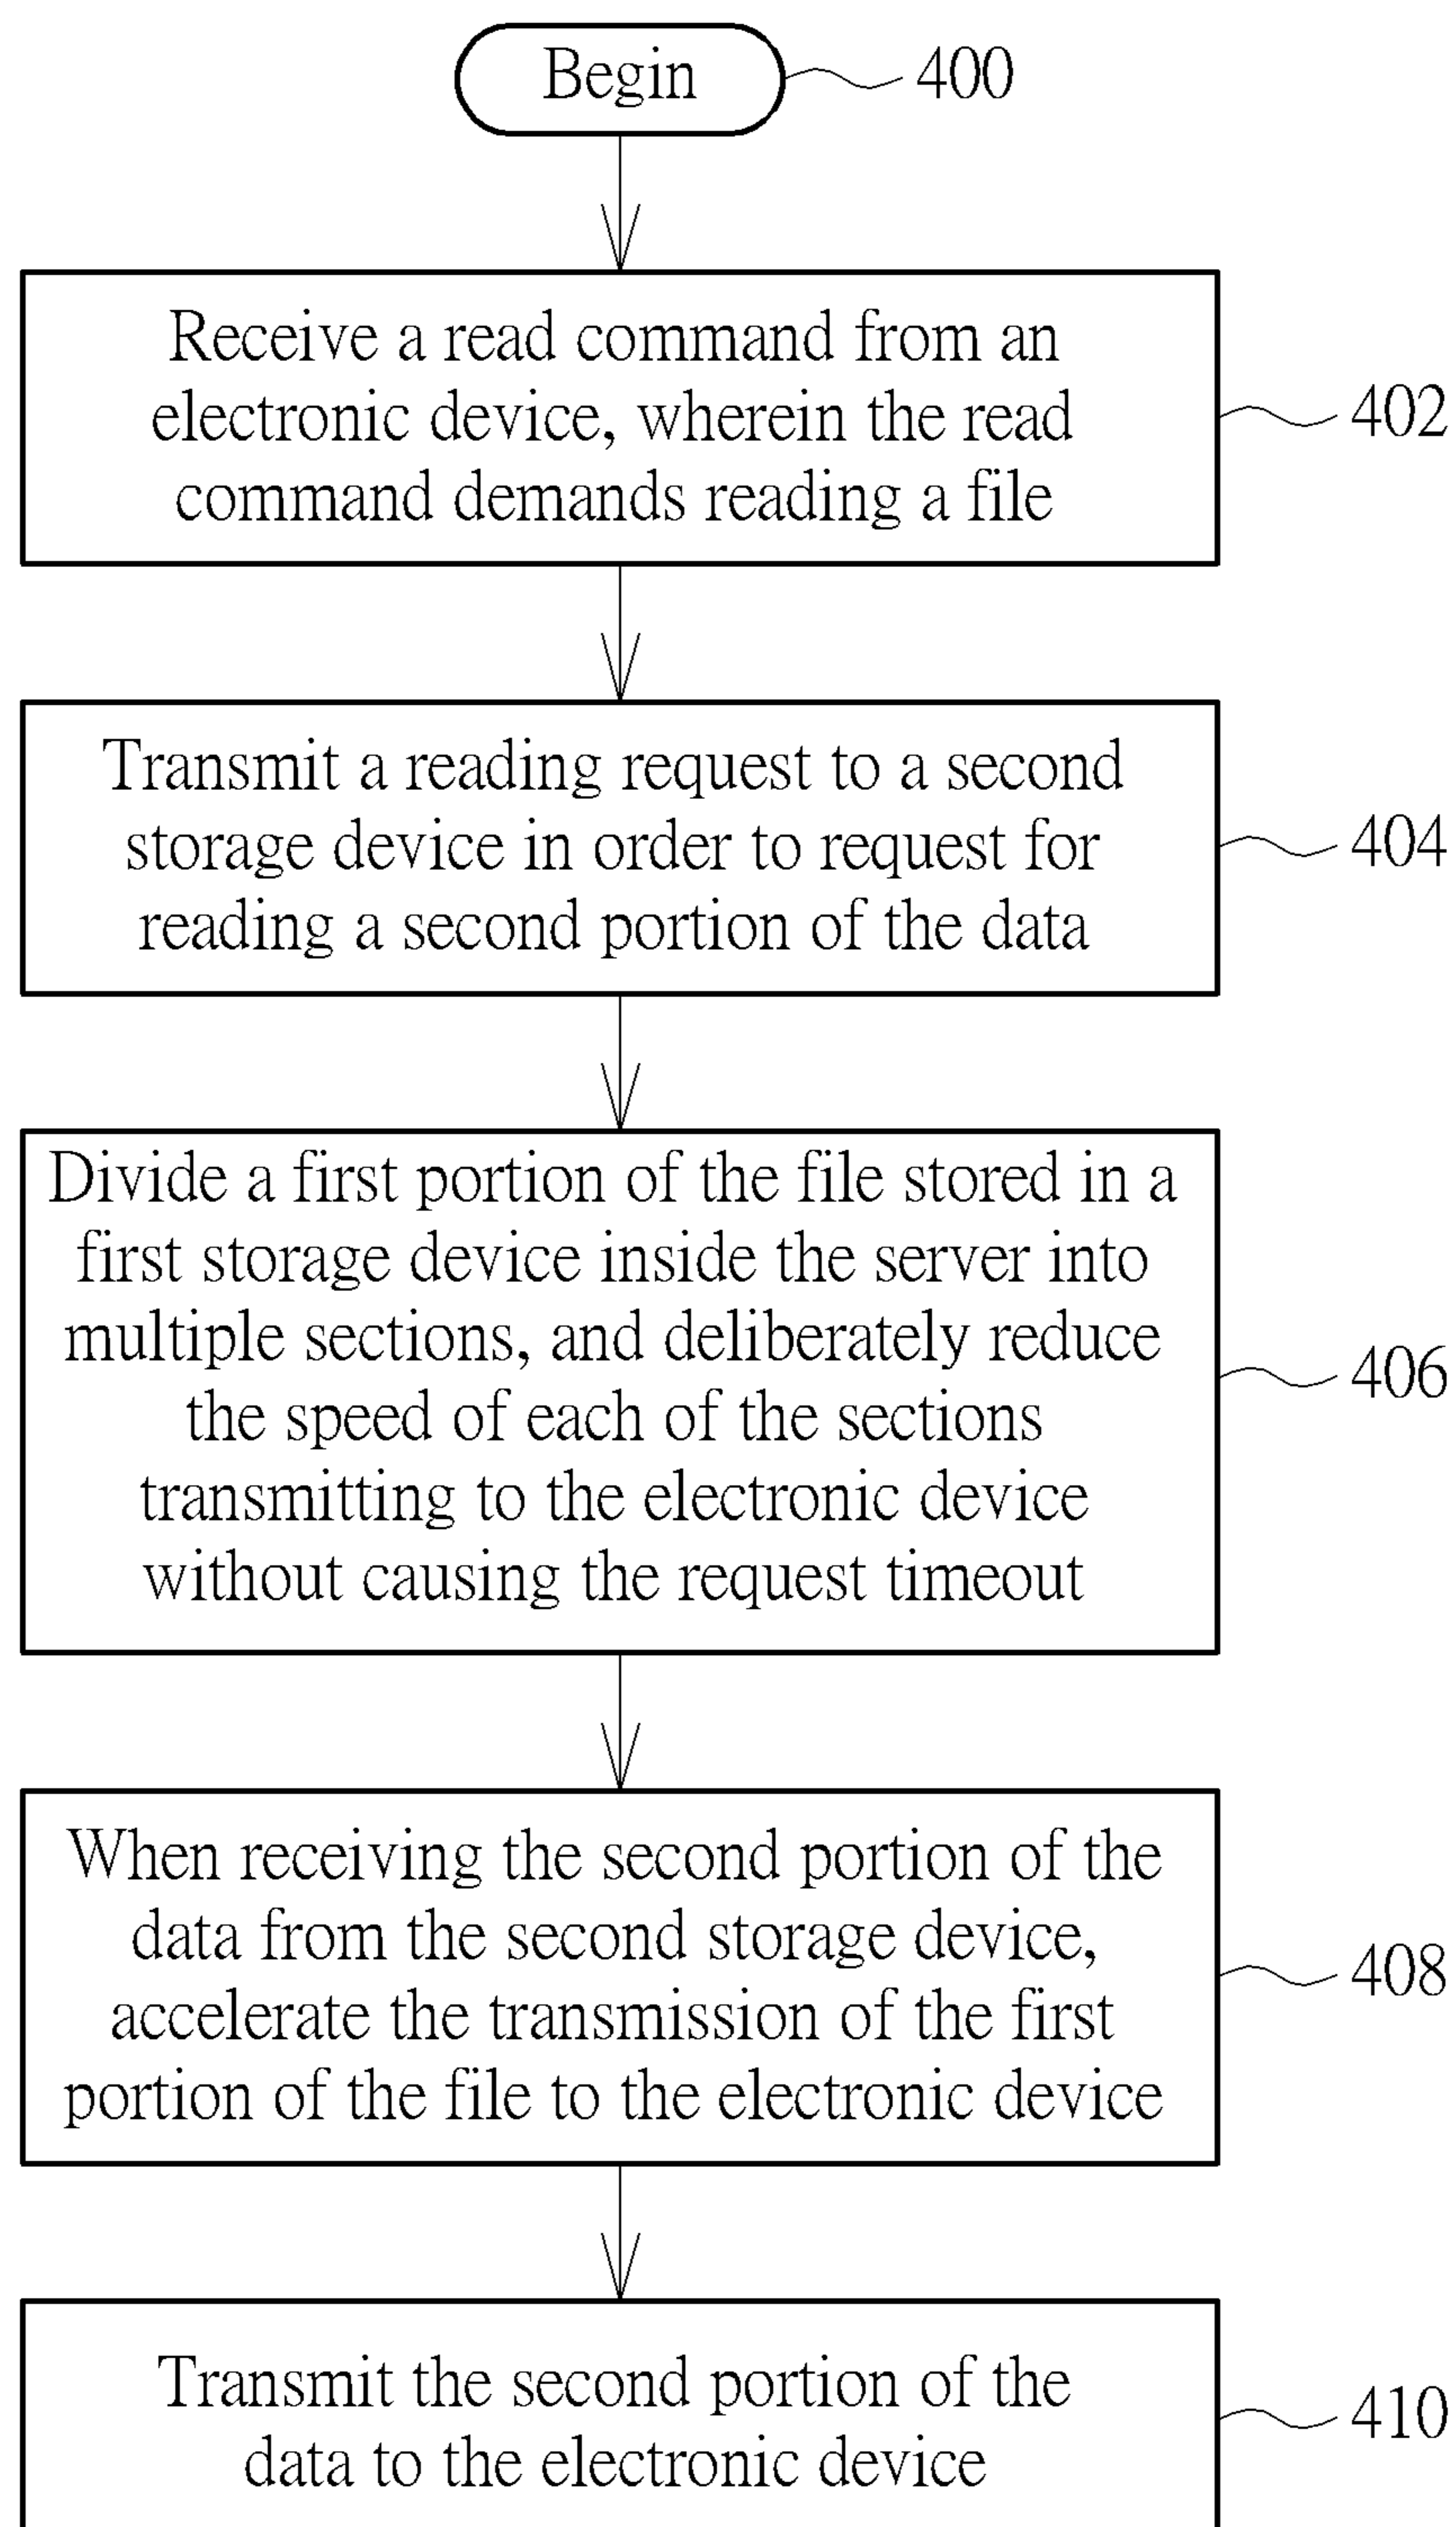 Begin
400
Receive a read command from an
electronic device, wherein the read
command demands reading a file
402
Transmit a reading request to a second
storage device in order to request for
reading a second portion of the data
404
Divide a first portion of the file stored in a
first storage device inside the server into
multiple sections, and deliberately reduce
the speed of each of the sections
transmitting to the electronic device
without causing the request timeout
406
When receiving the second portion of the
data from the second storage device,
accelerate the transmission of the first
portion of the file to the electronic device
408
Transmit the second portion of the
data to the electronic device
410